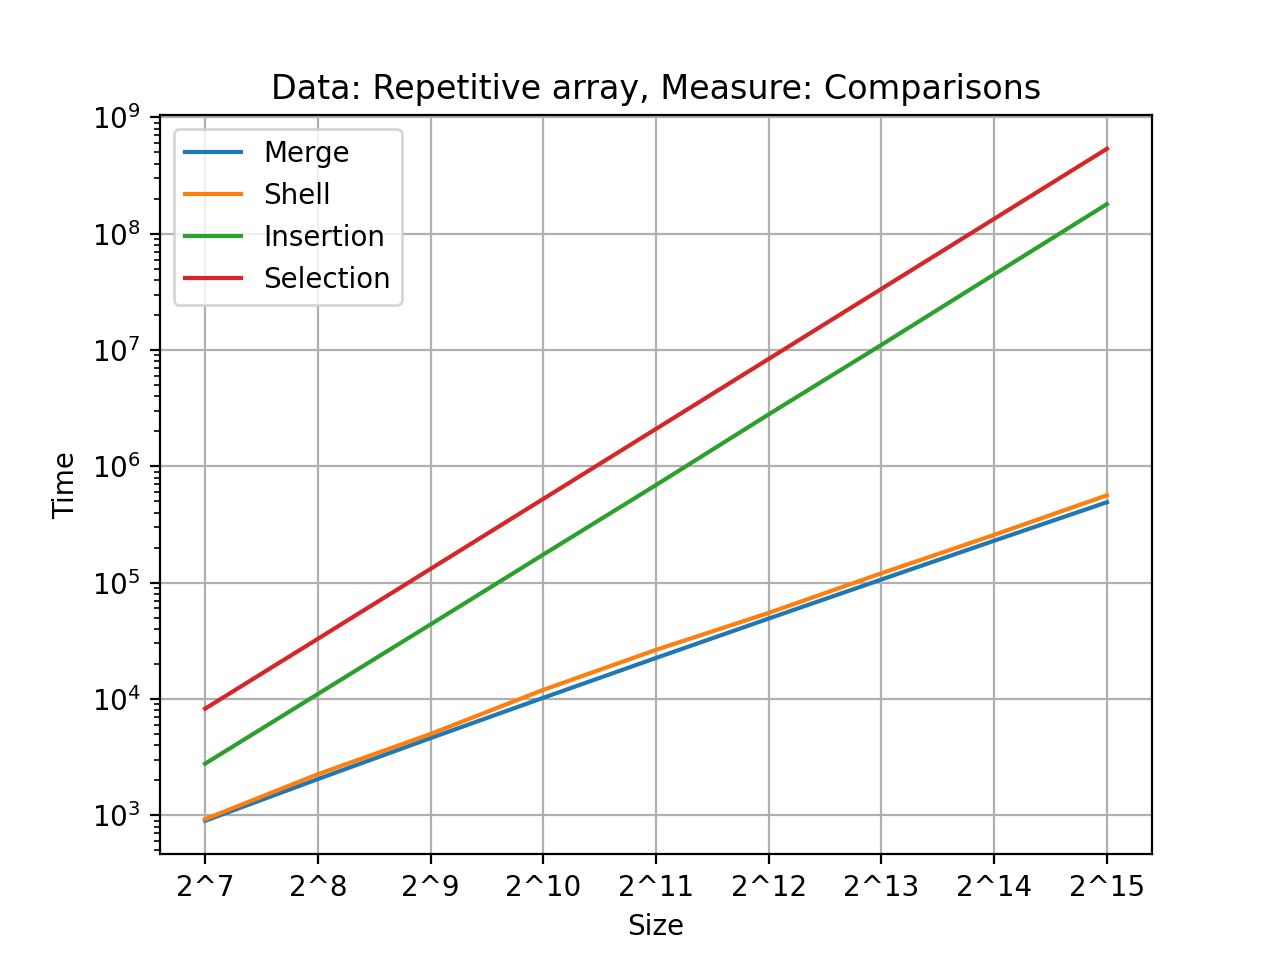 Data: Repetitive array, Measure: Comparisons
10^9
10^8
10^7
10^6
10^5
10^4
10^3
Time
Merge
Shell
Insertion
Selection
2^7 2^8 2^9 2^10 2^11 2^12 2^13 2^14 2^15
Size